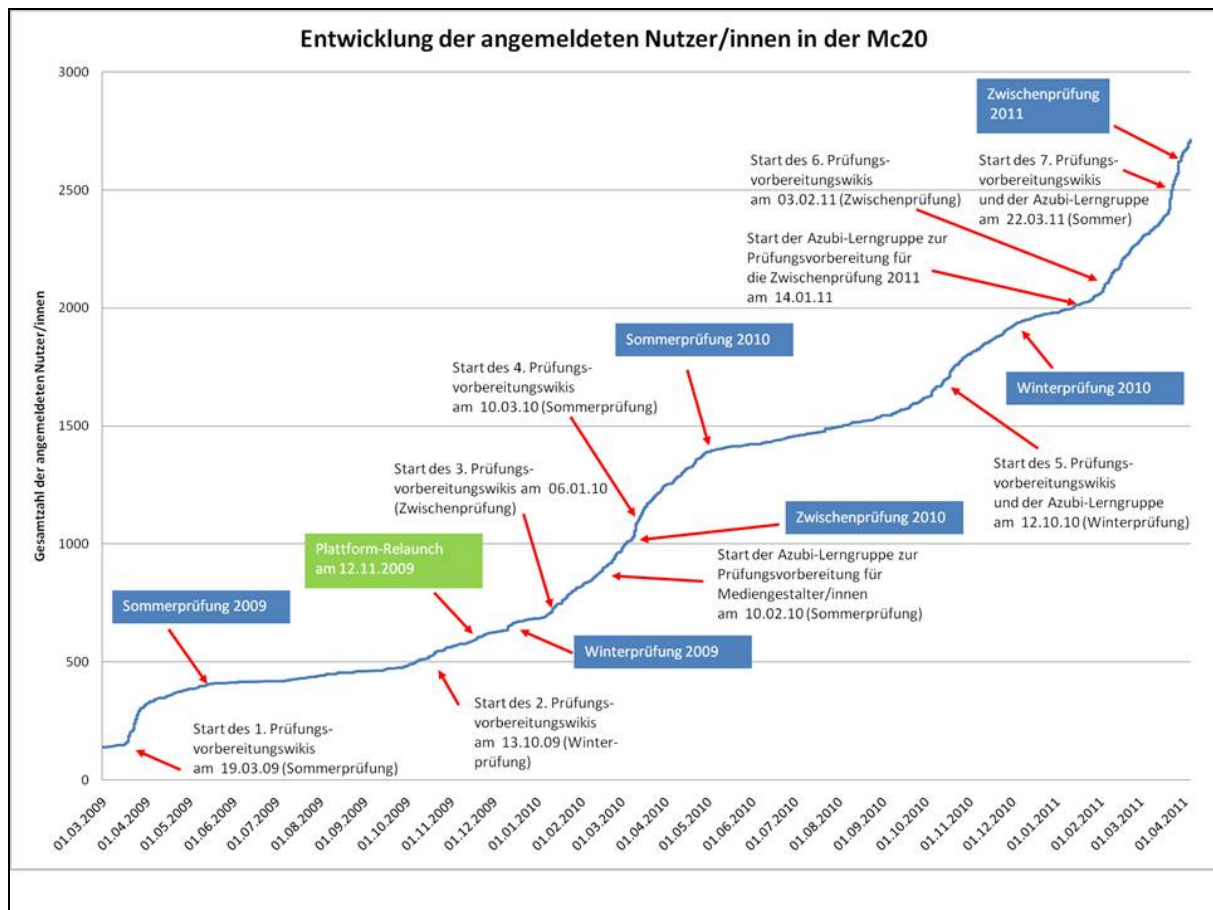 Entwicklung der angemeldeten Nutzer/innen in der Mc20
Gesamtzahl der angemeldeten Nutzer/innen
3000
2500
2000
1500
1000
500
0
Zwischenprüfung
2011
Start des 6. Prüfungs-
vorbereitungswikis
am 03.02.11 (Zwischenprüfung)
Start des 7. Prüfungs-
vorbereitungswikis
und der Azubi-Lerngruppe
am 22.03.11 (Sommer)
Start der Azubi-Lerngruppe zur
Prüfungsvorbereitung für
die Zwischenprüfung 2011
am 14.01.11
Sommerprüfung 2010
Start des 4. Prüfungs-
vorbereitungswikis
am 10.03.10 (Sommerprüfung)
Winterprüfung 2010
Start des 3. Prüfungs-
vorbereitungswikis am 06.01.10
(Zwischenprüfung)
Start des 5. Prüfungs-
vorbereitungswikis
und der Azubi-Lerngruppe
am 12.10.10 (Winterprüfung)
Zwischenprüfung 2010
Plattform-Relaunch
am 12.11.2009
Start der Azubi-Lerngruppe zur
Prüfungsvorbereitung für
Mediengestalter/innen
am 10.02.10 (Sommerprüfung)
Sommerprüfung 2009
Winterprüfung 2009
Start des 2. Prüfungs-
vorbereitungswikis
am 13.10.09 (Winter-
prüfung)
Start des 1. Prüfungs-
vorbereitungswikis
am 19.03.09 (Sommerprüfung)
01.03.2009
01.04.2009
01.05.2009
01.06.2009
01.07.2009
01.08.2009
01.09.2009
01.10.2009
01.11.2009
01.12.2009
01.01.2010
01.02.2010
01.03.2010
01.04.2010
01.05.2010
01.06.2010
01.07.2010
01.08.2010
01.09.2010
01.10.2010
01.11.2010
01.12.2010
01.01.2011
01.02.2011
01.03.2011
01.04.2011